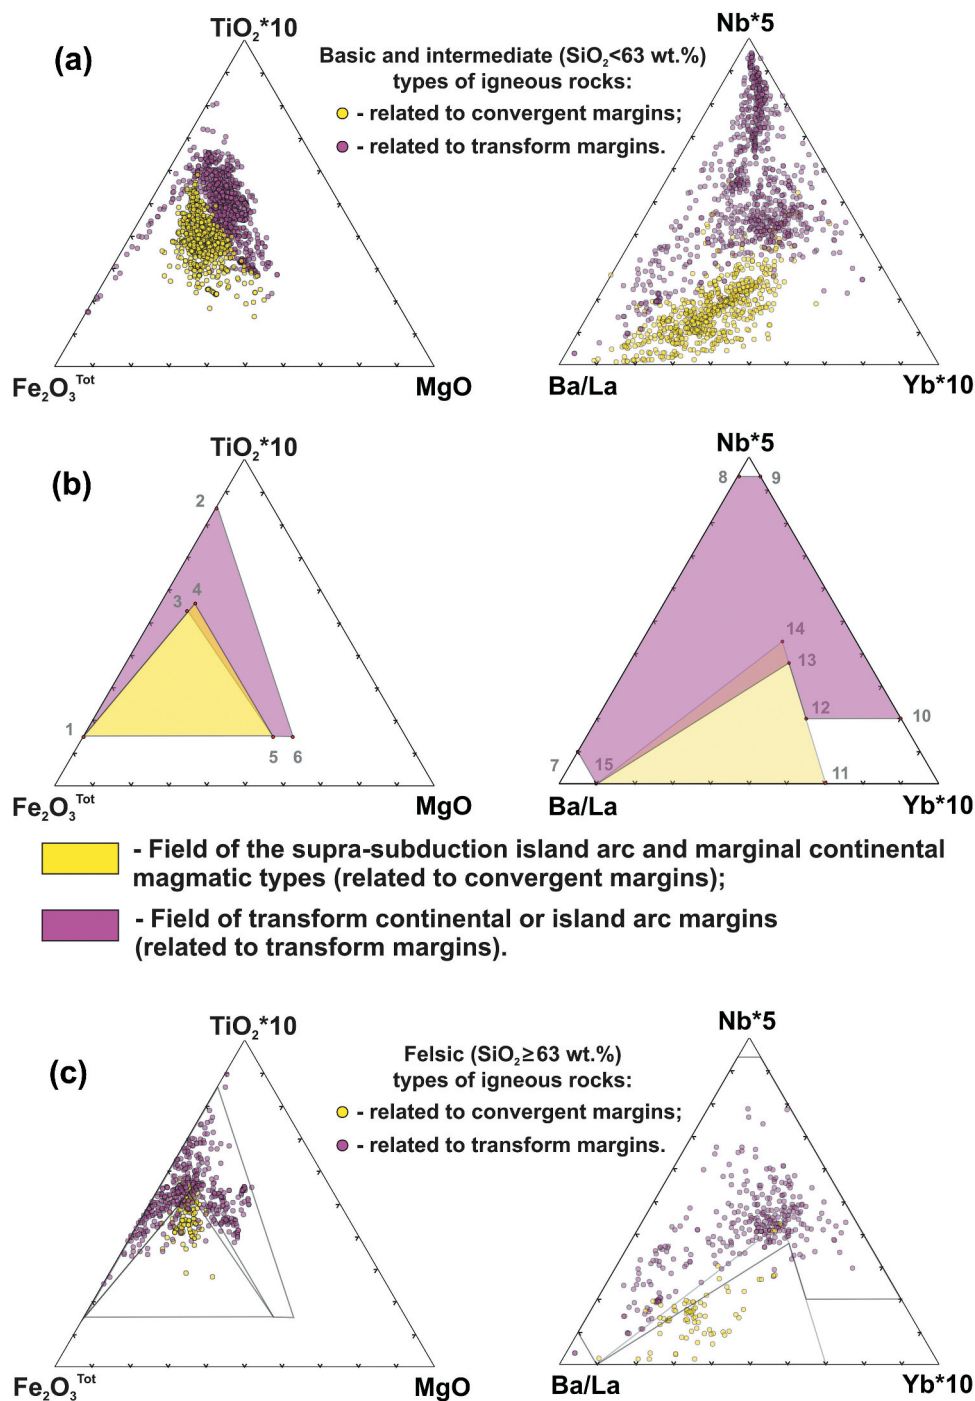 (a)
TiO₂*10
Fe₂O₃ᵀᵒᵗ
MgO
Basic and intermediate (SiO₂<63 wt.%)
types of igneous rocks:
- related to convergent margins;
- related to transform margins.
Nb*5
Ba/La
Yb*10
(b)
TiO₂*10
2
3
4
1
5
6
Fe₂O₃ᵀᵒᵗ
MgO
Nb*5
8
9
14
13
12
10
7
15
11
Ba/La
Yb*10
- Field of the supra-subduction island arc and marginal continental
magmatic types (related to convergent margins);
- Field of transform continental or island arc margins
(related to transform margins).
(c)
TiO₂*10
Fe₂O₃ᵀᵒᵗ
MgO
Felsic (SiO₂≥63 wt.%)
types of igneous rocks:
- related to convergent margins;
- related to transform margins.
Nb*5
Ba/La
Yb*10